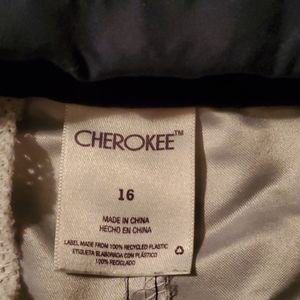 CHEROKEE™
16
MADE IN CHINA
HECHO EN CHINA
LABEL MADE FROM 100% RECYCLED PLASTIC
ETIQUETA ELABORADA CON PLÁSTICO
100% RECICLADO